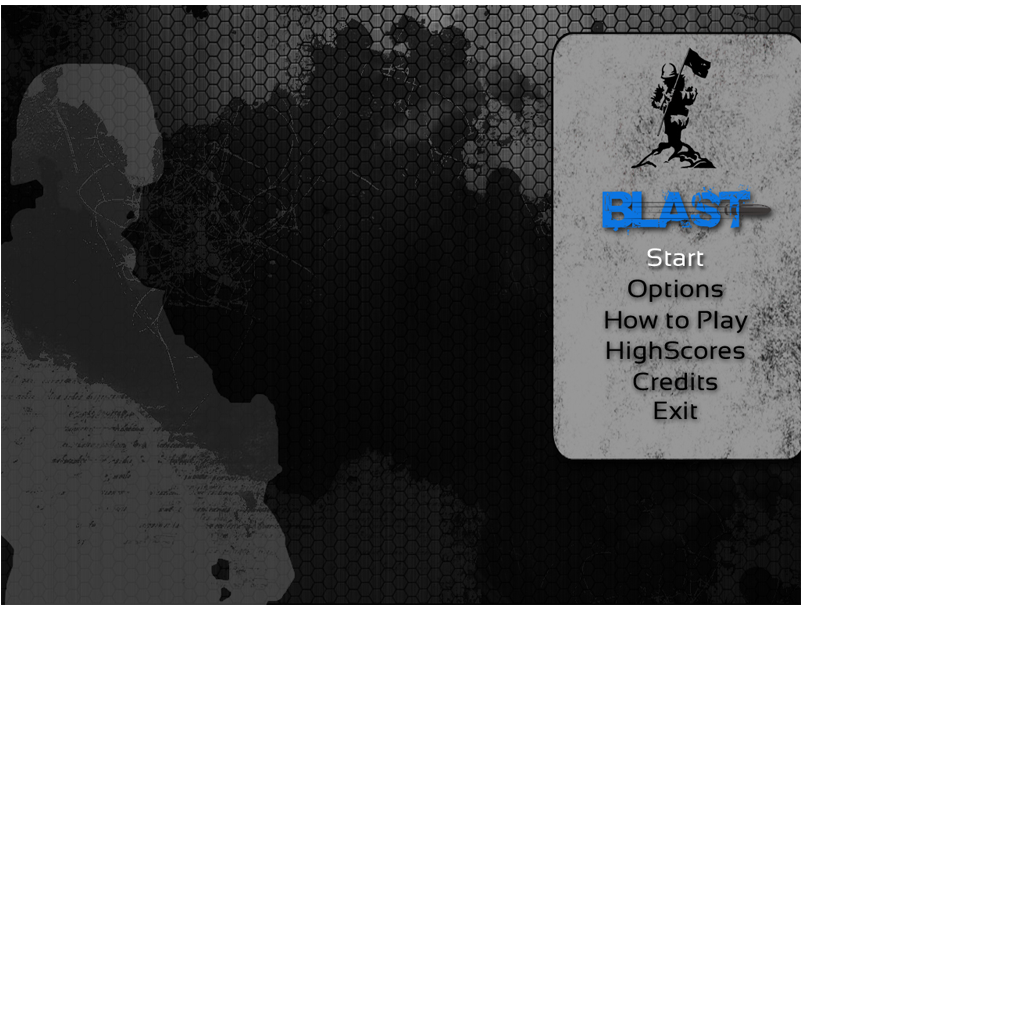 BLAST
Start
Options
How to Play
HighScores
Credits
Exit